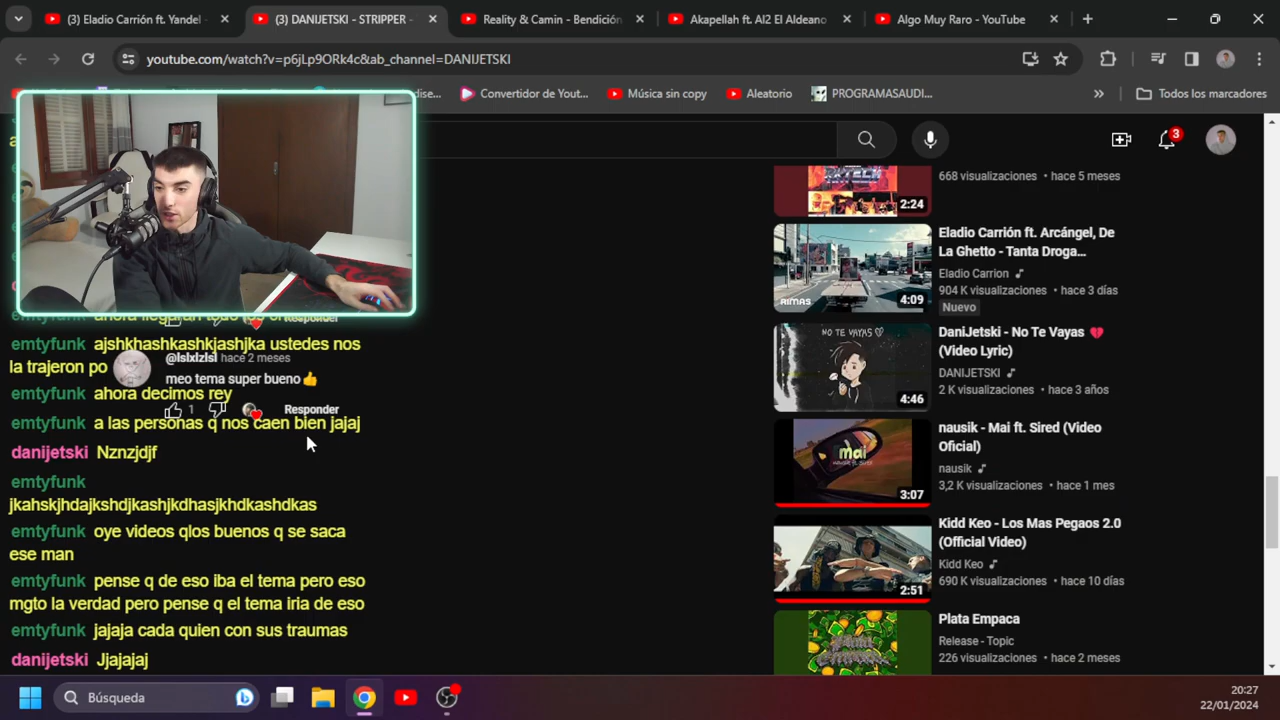 (3) Eladio Carrión ft. Yandel -
(3) DANIJETSKI - STRIPPER -
Reality & Camin - Bendición
Akapellah ft. Al2 El Aldeano
Algo Muy Raro - YouTube
youtube.com/watch?v=p6jLp9ORk4c&ab_channel=DANIJETSKI
Convertidor de Yout...
Música sin copy
Aleatorio
PROGRAMASAUDI...
Todos los marcadores
3
Responder
emtyfunk ajshkhashkashkjashjka ustedes nos
la trajeron po
@lslxlzlsl hace 2 meses
meo tema super bueno👍
emtyfunk ahora decimos rey
1 Responder
emtyfunk a las personas q nos caen bien jajaj
danijetski Nznzjdjf
emtyfunk
jkahskjhdajkshdjkashjkdhasjkhdkashdkas
emtyfunk oye videos qlos buenos q se saca
ese man
emtyfunk pense q de eso iba el tema pero eso
mgto la verdad pero pense q el tema iria de eso
emtyfunk jajaja cada quien con sus traumas
danijetski Jjajajaj
668 visualizaciones • hace 5 meses
2:24
Eladio Carrión ft. Arcángel, De
La Ghetto - Tanta Droga...
Eladio Carrion
904 K visualizaciones • hace 3 días
Nuevo
RIMAS
4:09
NO TE VAYAS
DaniJetski - No Te Vayas 💔
(Video Lyric)
DANIJETSKI
2 K visualizaciones • hace 3 años
4:46
nausik - Mai ft. Sired (Video
Oficial)
nausik
3,2 K visualizaciones • hace 1 mes
mai
3:07
Kidd Keo - Los Mas Pegaos 2.0
(Official Video)
Kidd Keo
690 K visualizaciones • hace 10 días
2:51
Plata Empaca
Release - Topic
226 visualizaciones • hace 2 meses
Búsqueda
20:27
22/01/2024